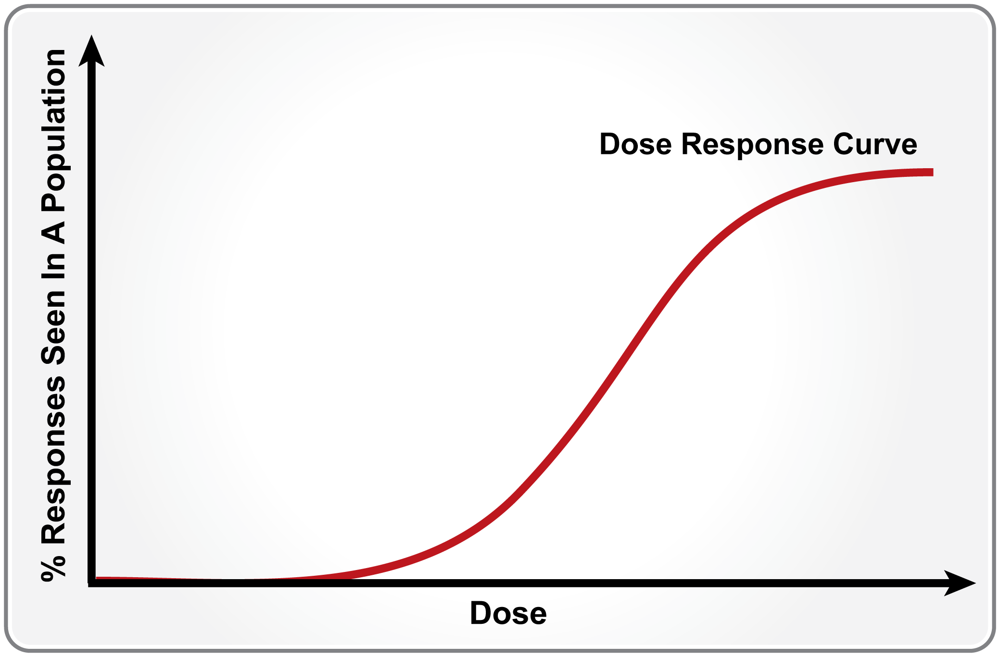 % Responses Seen In A Population
Dose Response Curve
Dose